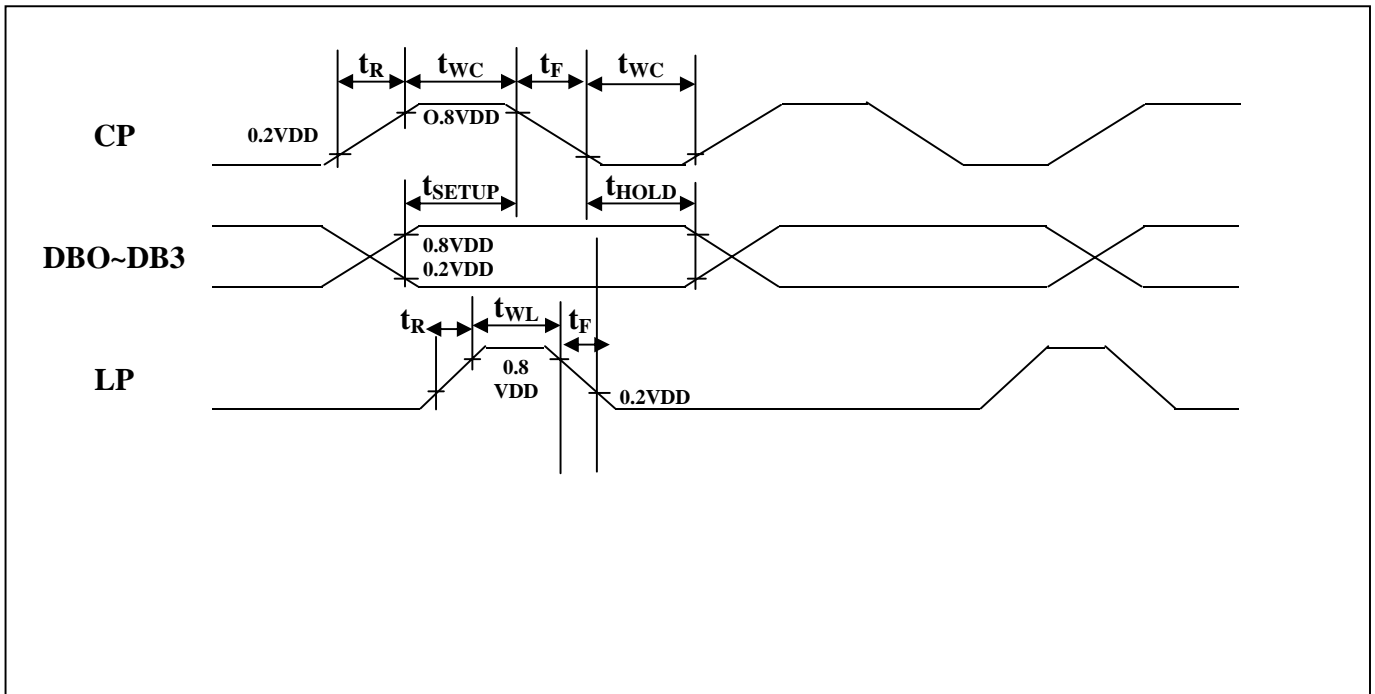 tR tWC tF tWC
CP 0.2VDD O.8VDD
tSETUP tHOLD
DBO~DB3 0.8VDD
0.2VDD
tR tWL tF
LP 0.8
VDD 0.2VDD